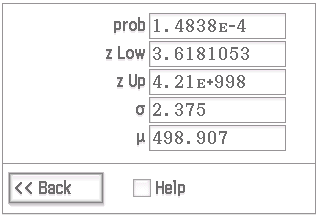 prob 1.4838E-4
z Low 3.6181053
z Up 4.21E+998
σ 2.375
μ 498.907
<< Back Help